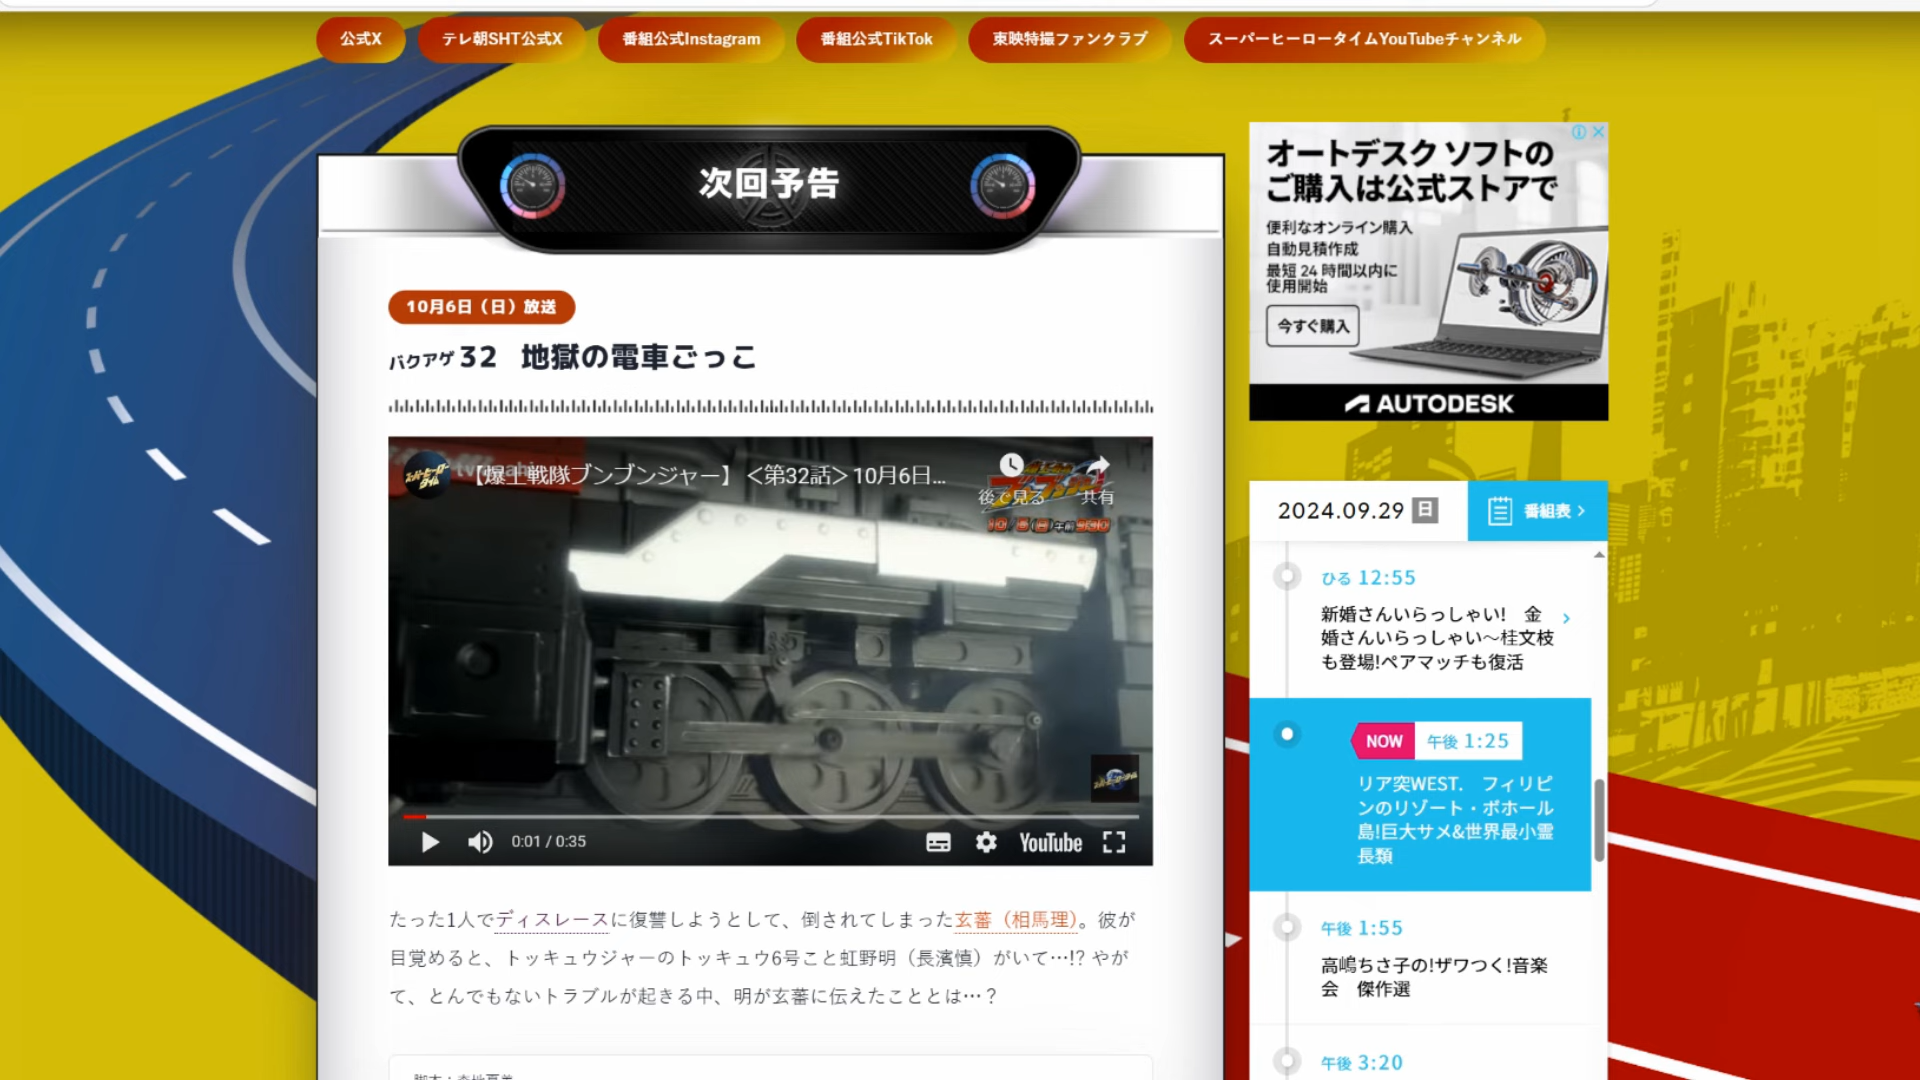 公式X
テレ朝SHT公式X
番組公式Instagram
番組公式TikTok
東映特撮ファンクラブ
スーパーヒーロータイムYouTubeチャンネル
次回予告
10月6日（日）放送
バクアゲ32 地獄の電車ごっこ
【爆上戦隊ブンブンジャー】＜第32話＞10月6日...
後で見る
共有
0:01 / 0:35
YouTube
たった1人でディスレースに復讐しようとして、倒されてしまった玄蕃（相馬理）。彼が
目覚めると、トッキュウジャーのトッキュウ6号こと虹野明（長濱慎）がいて…!? やが
て、とんでもないトラブルが起きる中、明が玄蕃に伝えたこととは…？
オートデスク ソフトの
ご購入は公式ストアで
便利なオンライン購入
自動見積作成
最短 24 時間以内に
使用開始
今すぐ購入
AUTODESK
2024.09.29 日
番組表
ひる 12:55
新婚さんいらっしゃい!　金
婚さんいらっしゃい～桂文枝
も登場!ペアマッチも復活
NOW 午後 1:25
リア突WEST.　フィリピ
ンのリゾート・ボホール
島!巨大サメ&世界最小霊
長類
午後 1:55
高嶋ちさ子の!ザワつく!音楽
会　傑作選
午後 3:20